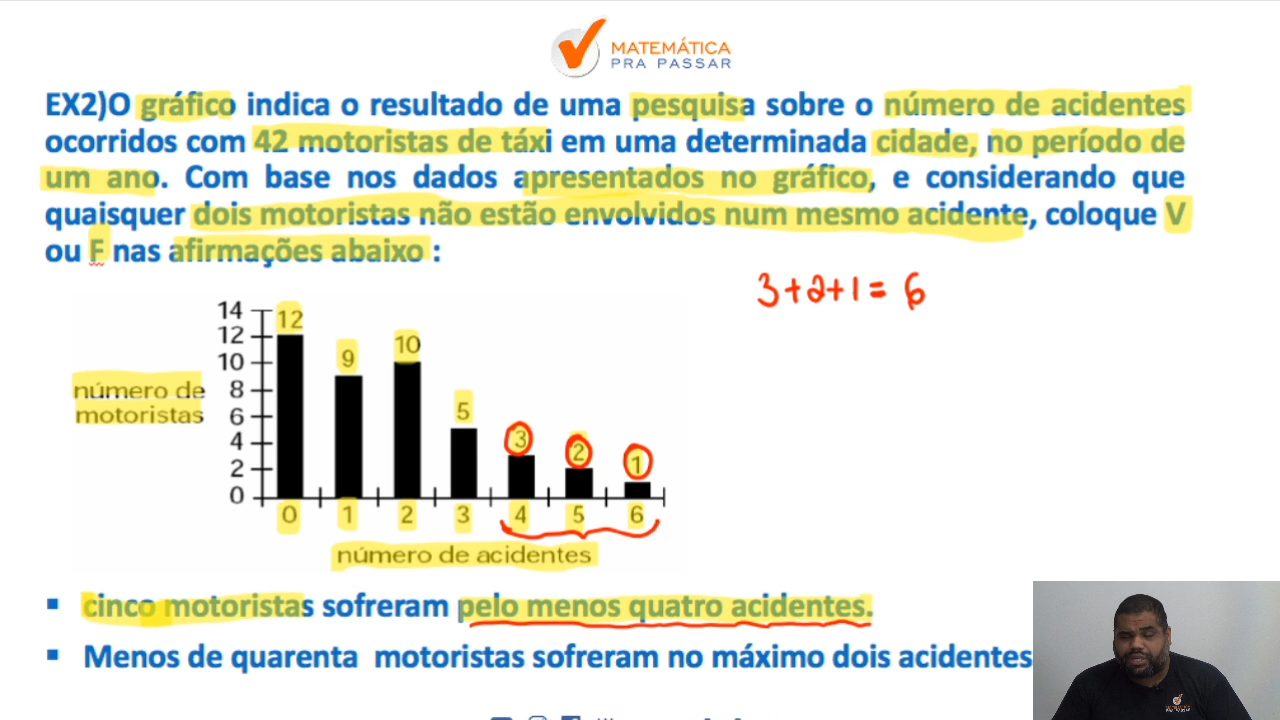 MATEMÁTICA
PRA PASSAR
EX2)O gráfico indica o resultado de uma pesquisa sobre o número de acidentes
ocorridos com 42 motoristas de táxi em uma determinada cidade, no período de
um ano. Com base nos dados apresentados no gráfico, e considerando que
quaisquer dois motoristas não estão envolvidos num mesmo acidente, coloque V
ou F nas afirmações abaixo :
3+2+1= 6
14
12
10
8
6
4
2
0
12
9
10
5
3
2
1
número de
motoristas
0 1 2 3 4 5 6
número de acidentes
▪ cinco motoristas sofreram pelo menos quatro acidentes.
▪ Menos de quarenta motoristas sofreram no máximo dois acidentes